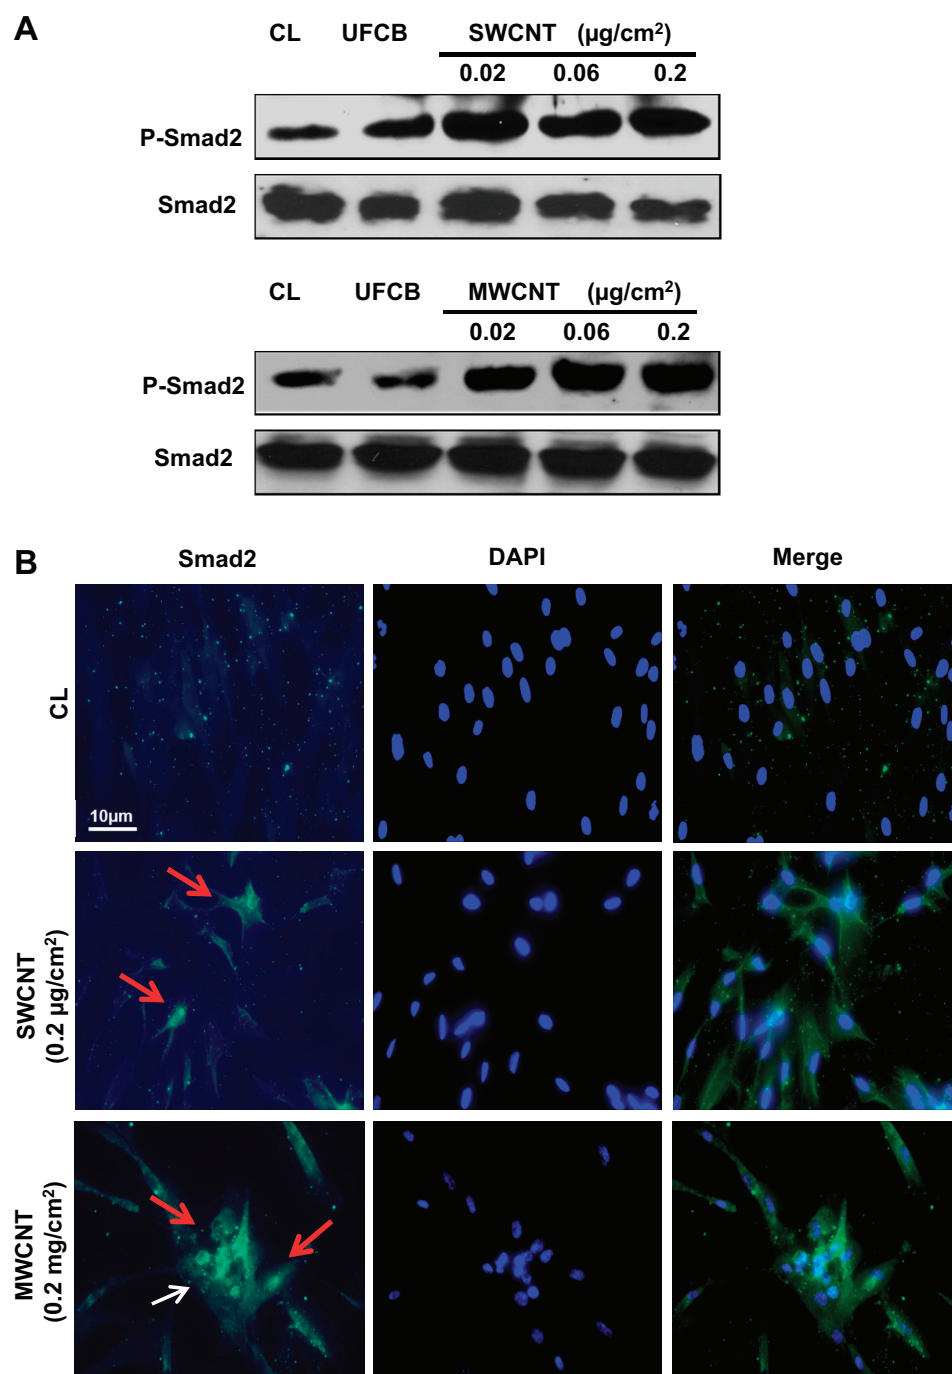 A
CL UFCB SWCNT (µg/cm²)
0.02 0.06 0.2
P-Smad2
Smad2
CL UFCB MWCNT (µg/cm²)
0.02 0.06 0.2
P-Smad2
Smad2
B
Smad2 DAPI Merge
CL
10µm
SWCNT
(0.2 µg/cm²)
MWCNT
(0.2 mg/cm²)